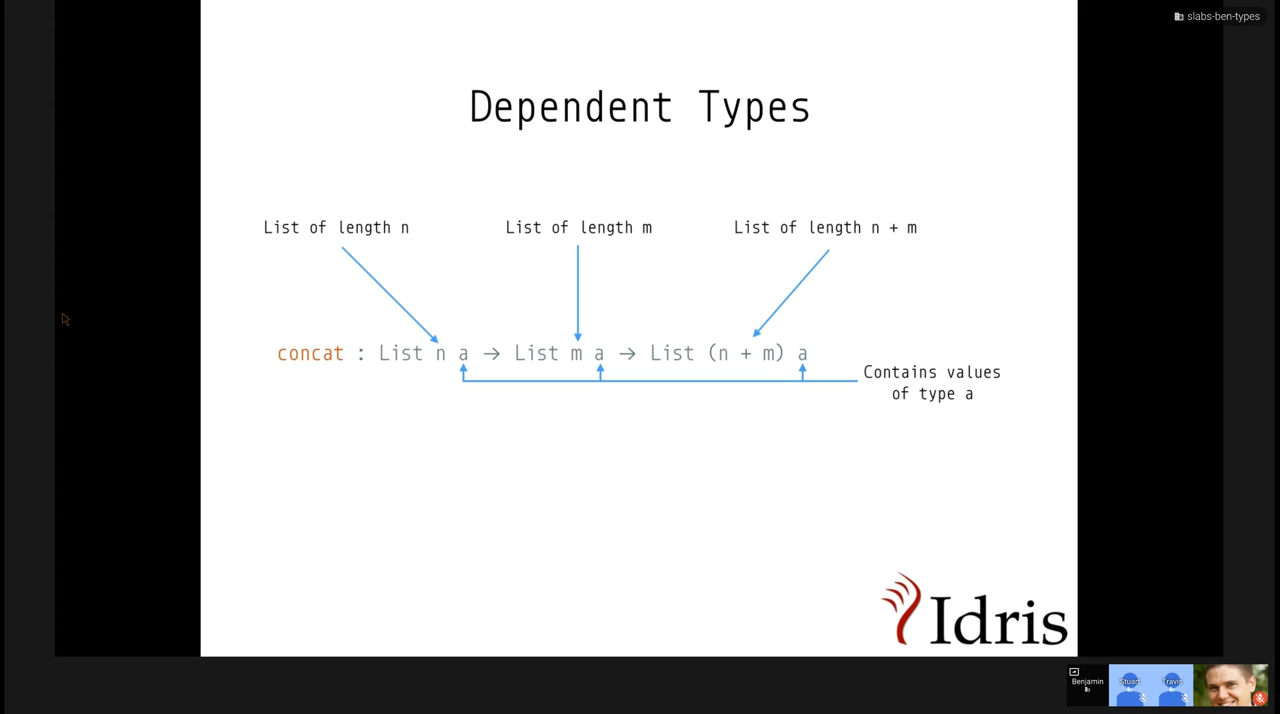 slabs-ben-types
Dependent Types
List of length n
List of length m
List of length n + m
concat : List n a → List m a → List (n + m) a
Contains values
of type a
Idris
Benjamin
Stuart
Travis